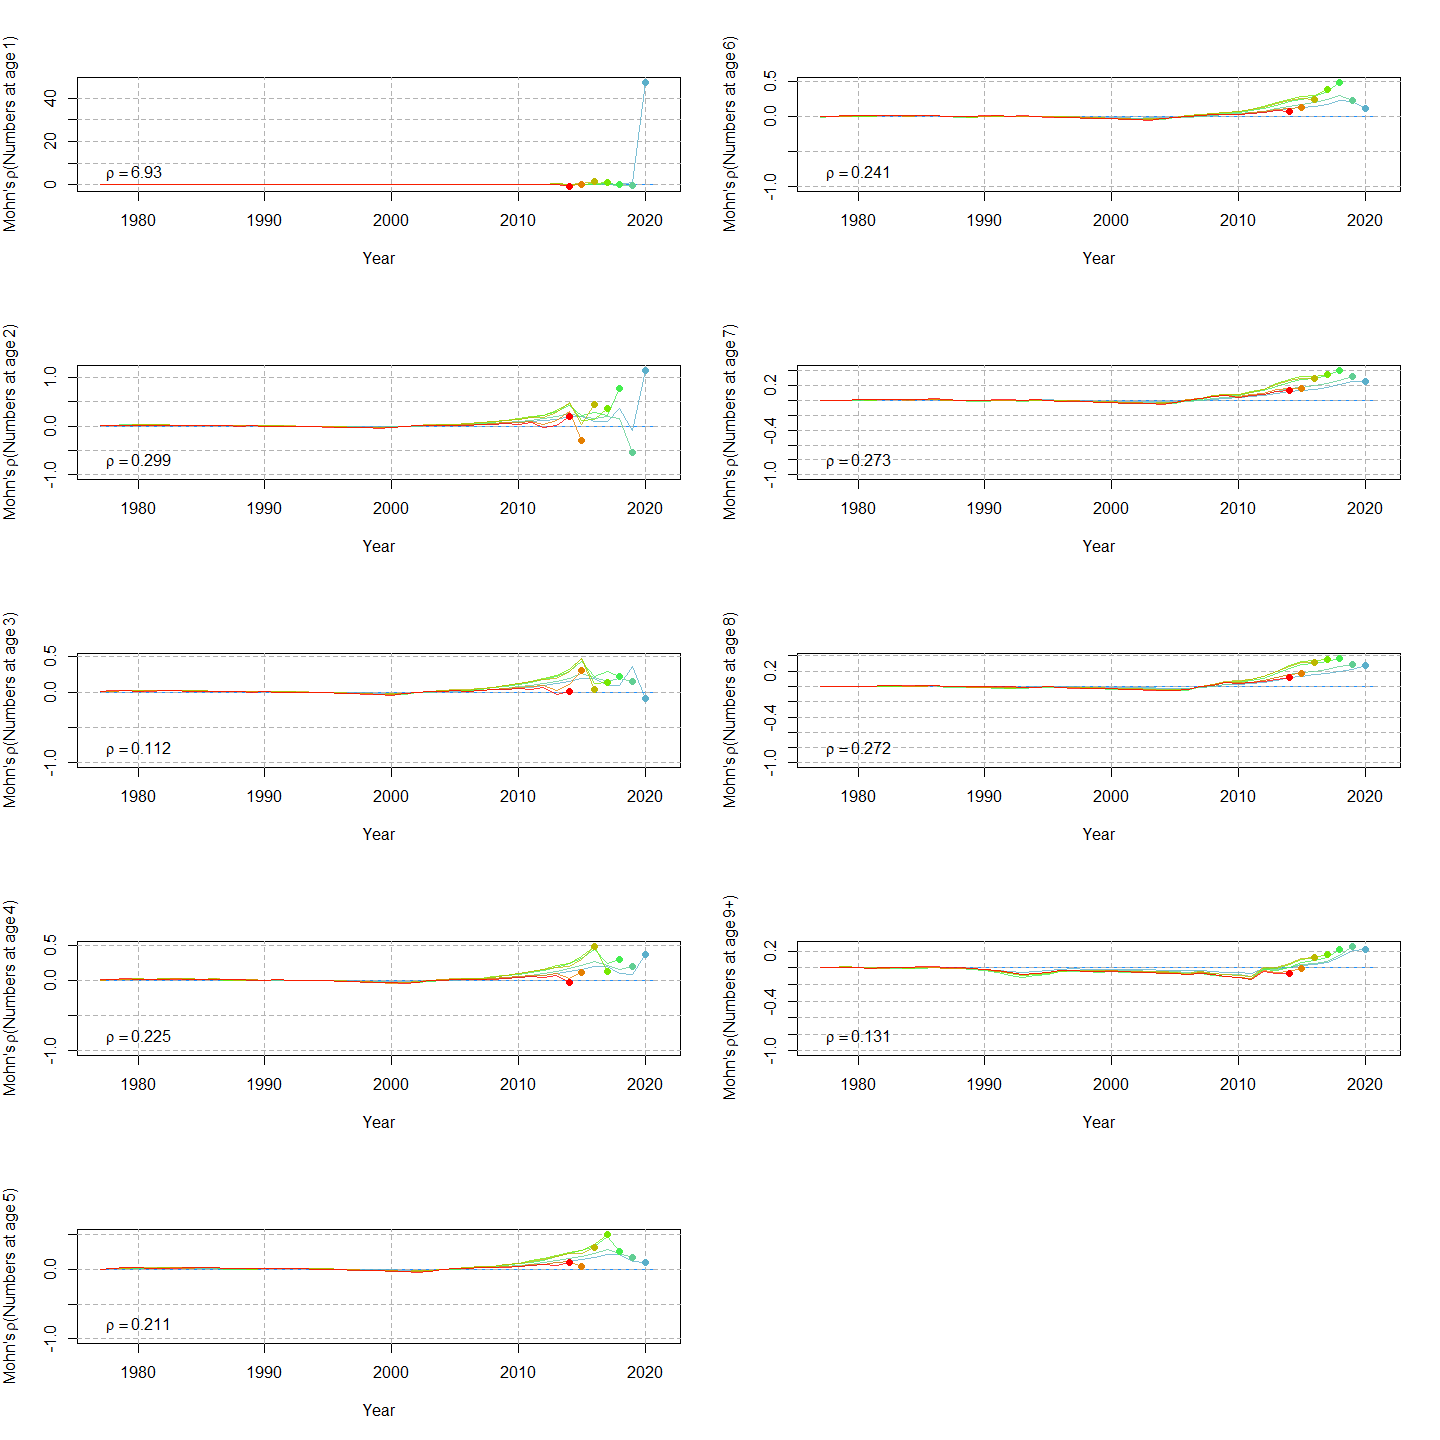 Mohn's ρ(Numbers at age 1)
40
20
0
ρ = 6.93
1980 1990 2000 2010 2020
Year
Mohn's ρ(Numbers at age 2)
1.0
0.0
-1.0
ρ = 0.299
1980 1990 2000 2010 2020
Year
Mohn's ρ(Numbers at age 3)
0.5
0.0
-1.0
ρ = 0.112
1980 1990 2000 2010 2020
Year
Mohn's ρ(Numbers at age 4)
0.5
0.0
-1.0
ρ = 0.225
1980 1990 2000 2010 2020
Year
Mohn's ρ(Numbers at age 5)
0.0
-1.0
ρ = 0.211
1980 1990 2000 2010 2020
Year
Mohn's ρ(Numbers at age 6)
0.5
0.0
-1.0
ρ = 0.241
1980 1990 2000 2010 2020
Year
Mohn's ρ(Numbers at age 7)
0.2
-0.4
-1.0
ρ = 0.273
1980 1990 2000 2010 2020
Year
Mohn's ρ(Numbers at age 8)
0.2
-0.4
-1.0
ρ = 0.272
1980 1990 2000 2010 2020
Year
Mohn's ρ(Numbers at age 9+)
0.2
-0.4
-1.0
ρ = 0.131
1980 1990 2000 2010 2020
Year